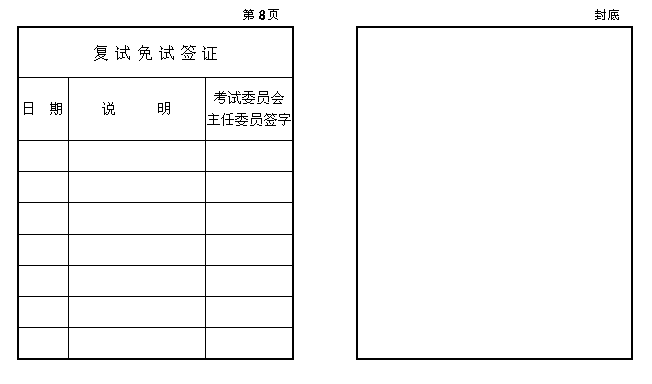 第 8页
封底
复试免试签证
日 期
说 明
考试委员会
主任委员签字